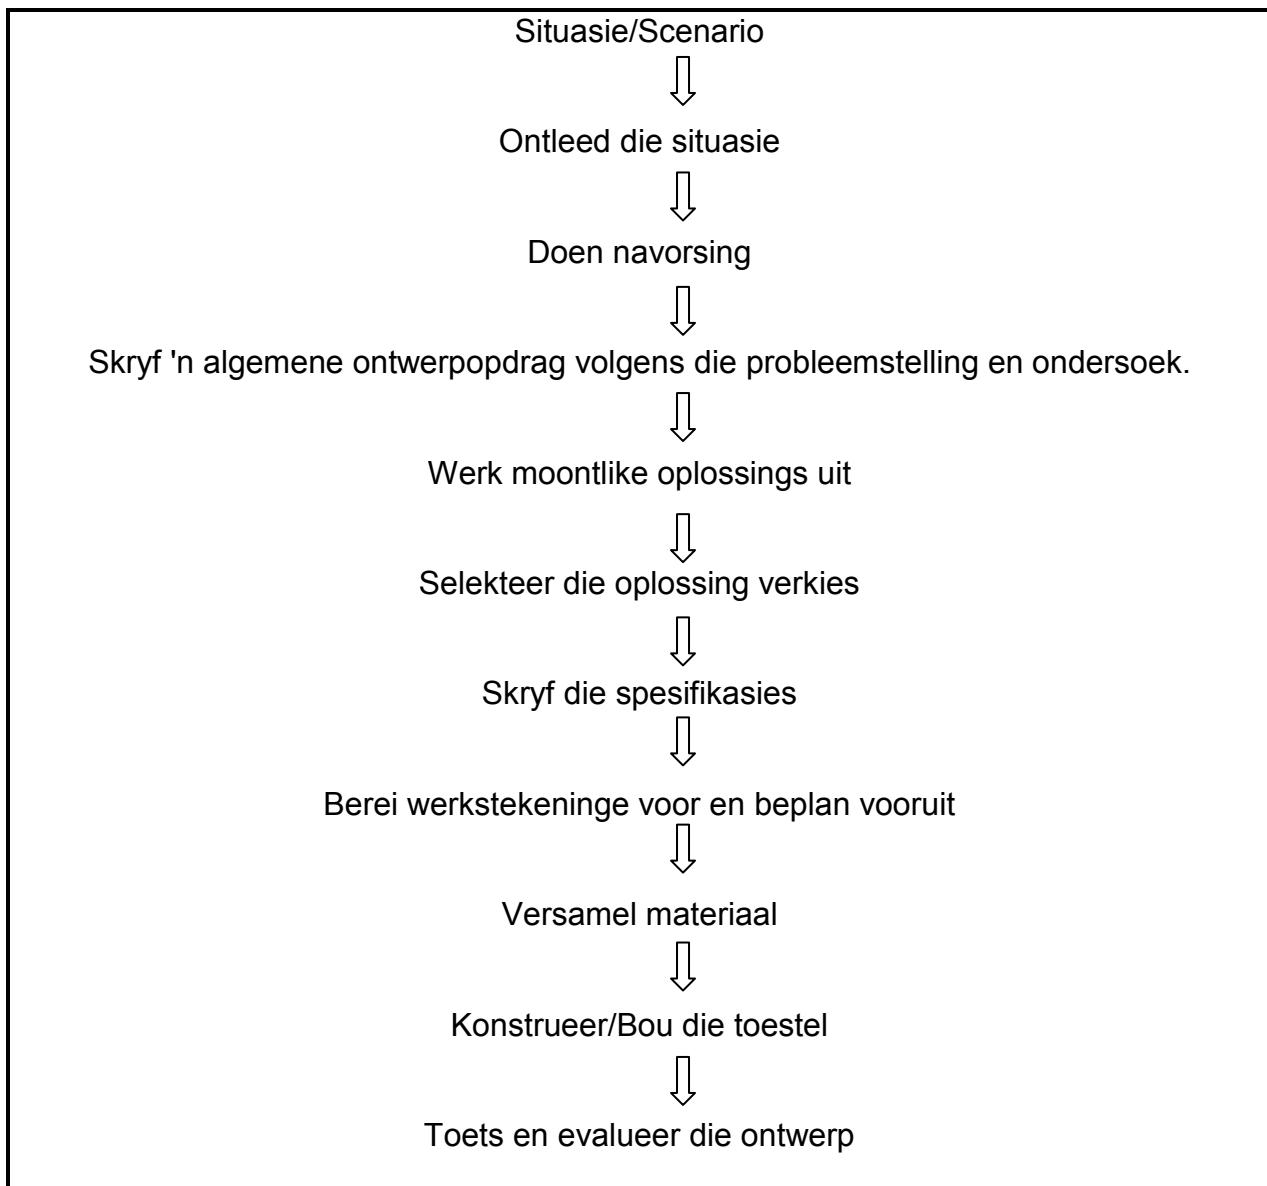 Situasie/Scenario
Ontleed die situasie
Doen navorsing
Skryf 'n algemene ontwerpopdrag volgens die probleemstelling en ondersoek.
Werk moontlike oplossings uit
Selekteer die oplossing verkies
Skryf die spesifikasies
Berei werkstekeninge voor en beplan vooruit
Versamel materiaal
Konstrueer/Bou die toestel
Toets en evalueer die ontwerp